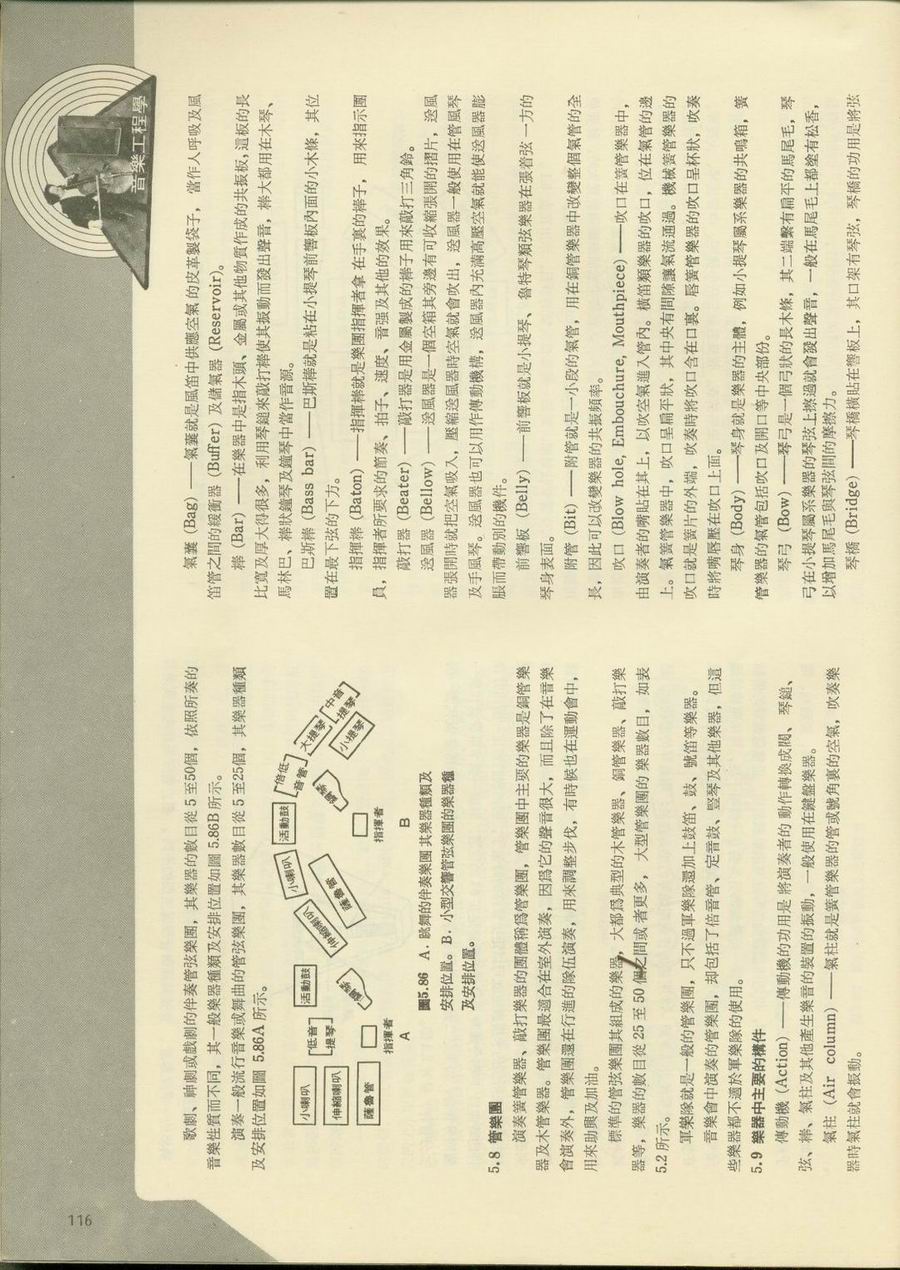 音樂工程學
116
歌劇、神劇或戲劇的伴奏管弦樂團，其樂器的數目從 5 至50個，依照所奏的
音樂性質而不同，其一般樂器種類及安排位置如圖 5.86B 所示。
演奏一般流行音樂或舞曲的管弦樂團，其樂器數目從 5 至25個，其樂器種類
及安排位置如圖 5.86A 所示。
小喇叭
伸縮喇叭
薩魯管
低音
提琴
指揮者
A
活動鼓
鋼琴
伸縮喇叭
小喇叭
薩魯管
活動鼓
倍低
音管
鋼琴
大提琴
中音
提琴
小提琴
指揮者
B
圖5.86 A. 跳舞的伴奏樂團 其樂器種類及
安排位置。B. 小型交響管弦樂團的樂器種
及安排位置。
5.8 管樂團
演奏簧管樂器、敲打樂器的團體稱爲管樂團，管樂團中主要的樂器是銅管樂
器及木管樂器。管樂團最適合在室外演奏，因爲它的聲音很大，而且除了在音樂
會演奏外，管樂團還在行進的隊伍演奏，用來調整步伐，有時候也在運動會中，
用來助興及加油。
標準的管弦樂團其組成的樂器，大都爲典型的木管樂器、銅管樂器、敲打樂
器等，樂器的數目從 25 至 50 個之間或者更多，大型管樂團的 樂器數目，如表
5.2 所示。
軍樂隊就是一般的管樂團，只不過軍樂隊還加上鼓笛、鼓、號笛等樂器。
音樂會中演奏的管樂團，却包括了倍音管、定音鼓、豎琴及其他樂器，但這
些樂器都不適於軍樂隊的使用。
5.9 樂器中主要的構件
傳動機（Action）——傳動機的功用是 將演奏者的 動作轉換成閥、琴鎚、
弦、棒、氣柱及其他產生樂音的裝置的振動，一般使用在鍵盤樂器。
氣柱（Air column）——氣柱就是簧管樂器的管或號角裏的空氣，吹奏樂
器時氣柱就會振動。
氣囊（Bag）——氣囊就是風笛中供應空氣 的皮革製袋子，當作人呼吸及風
笛管之間的緩衝器（Buffer）及儲氣器（Reservoir）。
棒（Bar）——在樂器中是指木頭、金屬或其他物質作成的共振板，這板的長
比寬及厚大得很多，利用琴鎚來敲打棒使其振動而發出聲音，棒大都用在木琴、
馬林巴、棒狀鐘琴及鐘琴中當作音源。
巴斯棒（Bass bar）——巴斯棒就是粘在小提琴前響板內面的小木條，其位
置在最下弦的下方。
指揮棒（Baton）——指揮棒就是樂團指揮者拿 在手裏的棒子，用來指示團
員，指揮者所要求的節奏、拍子、速度、音强及其他的效果。
敲打器（Beater）——敲打器是用金屬製成的棒子用來敲打三角鈴。
送風器（Bellow）——送風器是一個空箱其旁邊有可收縮張開的摺片，送風
器張開時就把空氣吸入，壓縮送風器時空氣就會吹出，送風器一般使用在管風琴
及手風琴。送風器也可以用作傳動機構，送風器內充滿高壓空氣就能使送風器膨
脹而帶動別的機件。
前響板（Belly）——前響板就是小提琴、魯特琴類弦樂器在張着弦一方的
琴身表面。
附管（Bit）——附管就是一小段的氣管，用在銅管樂器中改變整個氣管的全
長，因此可以改變樂器的共振頻率。
吹口（Blow hole, Embouchure, Mouthpiece）——吹口在簧管樂器中，
由演奏者的嘴貼在其上，以吹空氣進入管內。橫笛類樂器的吹口，位在氣管的邊
上。氣簧管樂器中，吹口呈扁平狀，其中央有間隙讓氣流通過。機械簧管樂器的
吹口就是簧片的外端，吹奏時將吹口含在口裏。唇簧管樂器的吹口呈杯狀，吹奏
時將嘴唇壓在吹口上面。
琴身（Body）——琴身就是樂器的主體，例如小提琴屬系樂器的共鳴箱，簧
管樂器的氣管包括吹口及開口等中央部份。
琴弓（Bow）——琴弓是一個弓狀的長木條，其二端繫有扁平的馬尾毛，琴
弓在小提琴屬系樂器的琴弦上擦過就會發出聲音，一般在馬尾毛上都塗有松香，
以增加馬尾毛與琴弦間的摩擦力。
琴橋（Bridge）——琴橋橫貼在響板上，其口架有琴弦，琴橋的功用是將弦